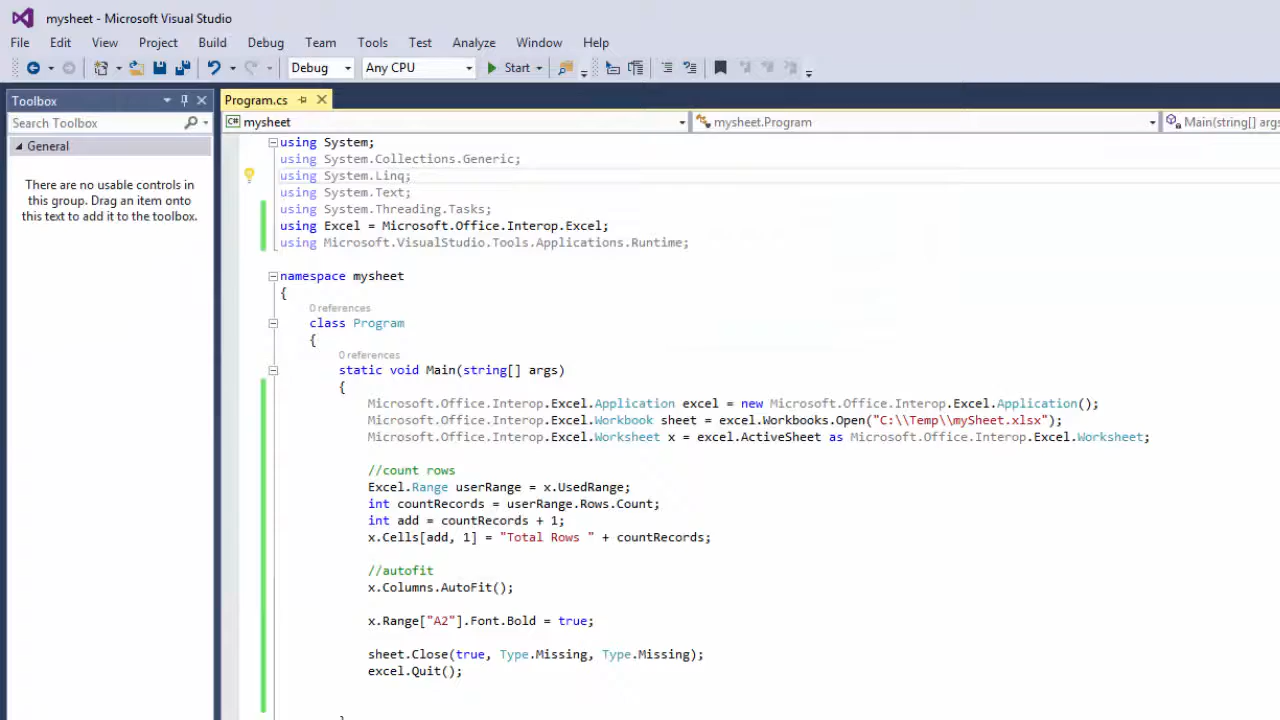 mysheet - Microsoft Visual Studio
File Edit View Project Build Debug Team Tools Test Analyze Window Help
Debug Any CPU Start
Toolbox
Program.cs
Search Toolbox
mysheet
mysheet.Program
Main(string[] args
General
There are no usable controls in
this group. Drag an item onto
this text to add it to the toolbox.
using System;
using System.Collections.Generic;
using System.Linq;
using System.Text;
using System.Threading.Tasks;
using Excel = Microsoft.Office.Interop.Excel;
using Microsoft.VisualStudio.Tools.Applications.Runtime;
namespace mysheet
{
0 references
class Program
{
0 references
static void Main(string[] args)
{
Microsoft.Office.Interop.Excel.Application excel = new Microsoft.Office.Interop.Excel.Application();
Microsoft.Office.Interop.Excel.Workbook sheet = excel.Workbooks.Open("C:\\Temp\\mySheet.xlsx");
Microsoft.Office.Interop.Excel.Worksheet x = excel.ActiveSheet as Microsoft.Office.Interop.Excel.Worksheet;
//count rows
Excel.Range userRange = x.UsedRange;
int countRecords = userRange.Rows.Count;
int add = countRecords + 1;
x.Cells[add, 1] = "Total Rows " + countRecords;
//autofit
x.Columns.AutoFit();
x.Range["A2"].Font.Bold = true;
sheet.Close(true, Type.Missing, Type.Missing);
excel.Quit();